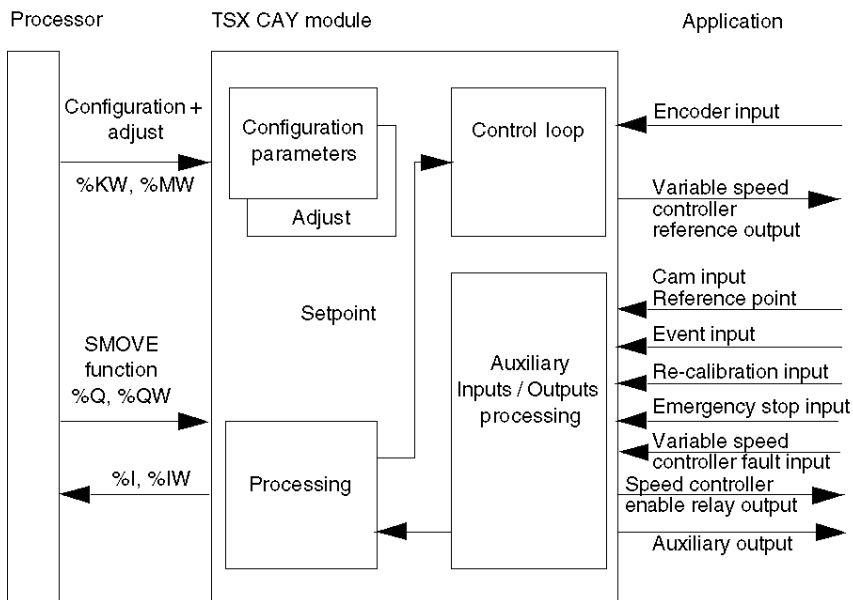 Processor
TSX CAY module
Application
Configuration +
adjust
%KW, %MW
Configuration
parameters
Adjust
Control loop
Encoder input
Variable speed
controller
reference output
Setpoint
SMOVE
function
%Q, %QW
%I, %IW
Processing
Auxiliary
Inputs / Outputs
processing
Cam input
Reference point
Event input
Re-calibration input
Emergency stop input
Variable speed
controller fault input
Speed controller
enable relay output
Auxiliary output